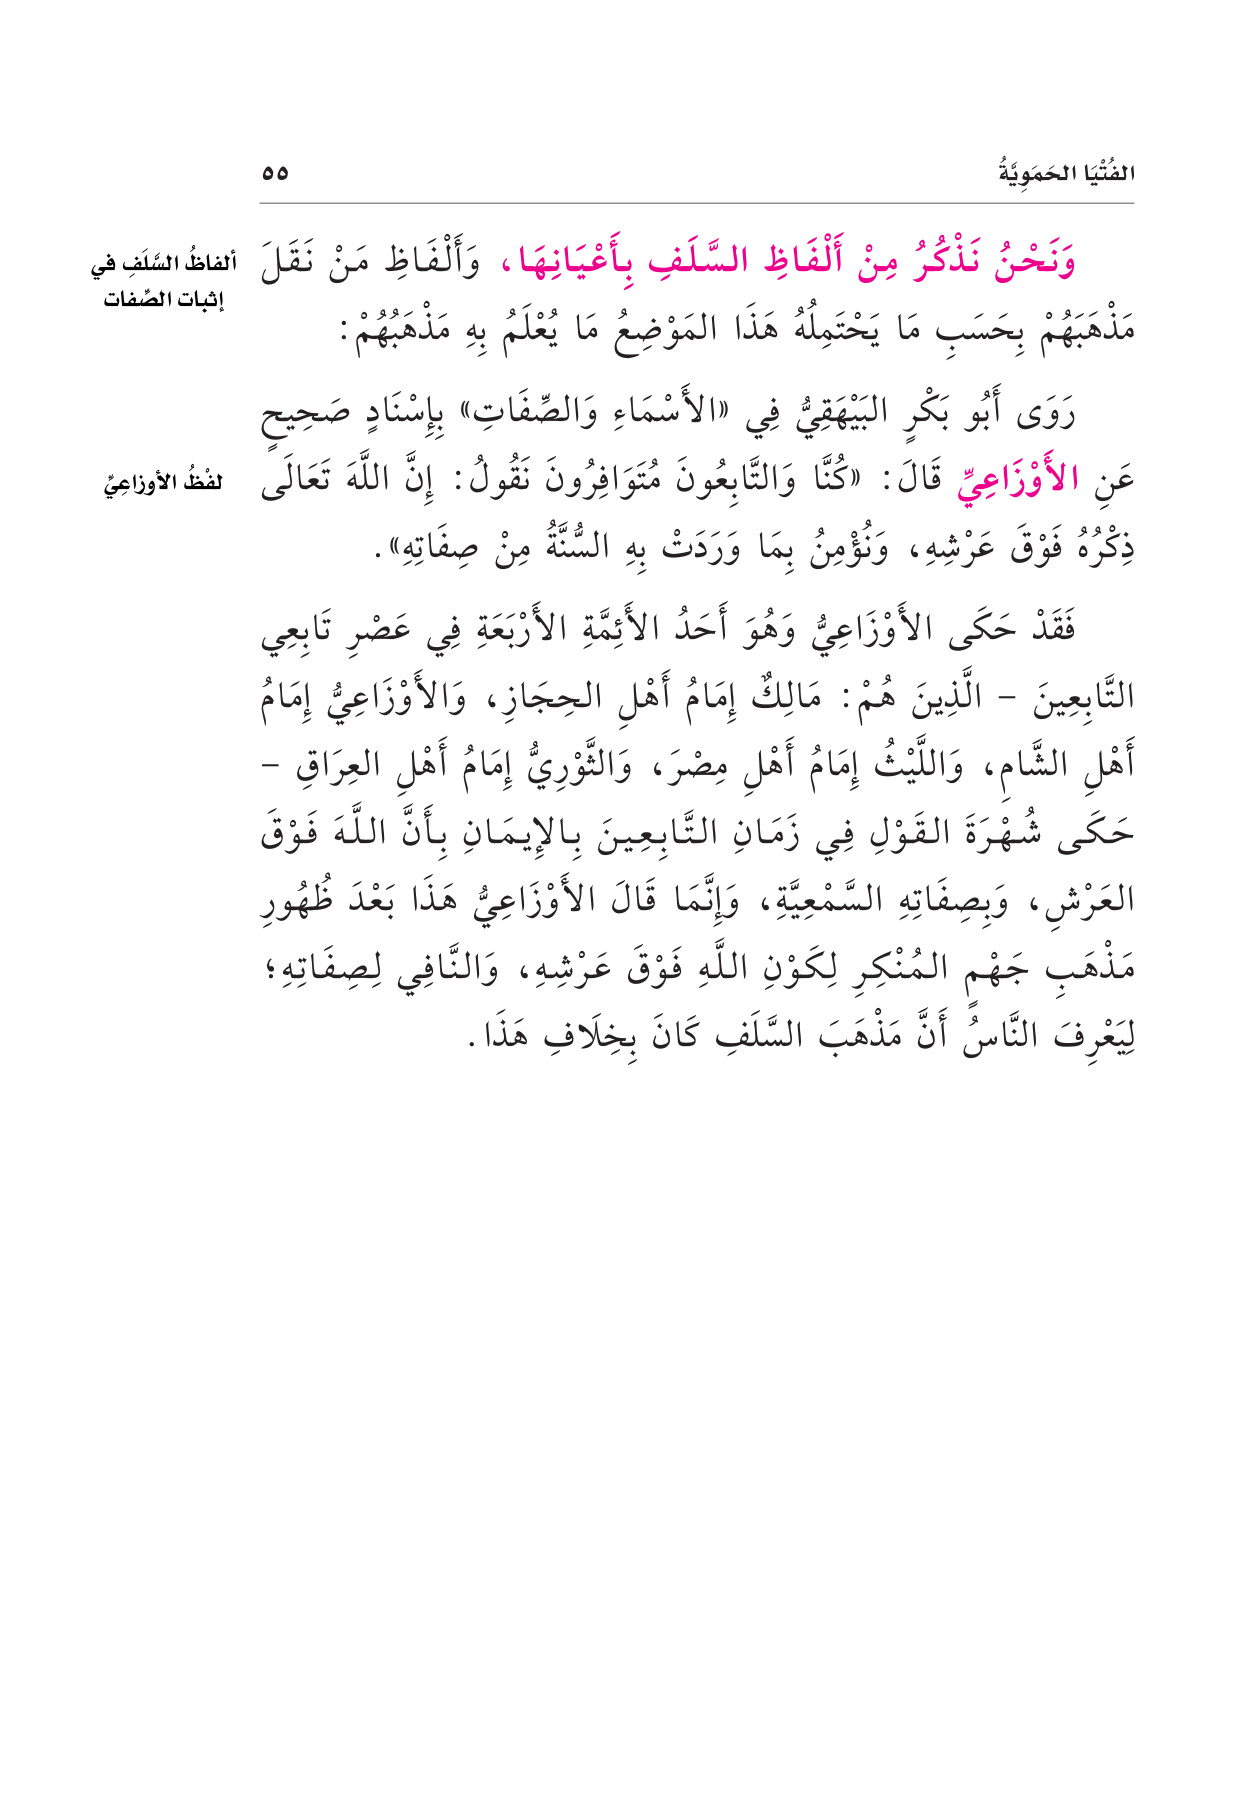 الفُتْيَا الحَمَوِيَّةُ
٥٥
وَنَحْنُ نَذْكُرُ مِنْ أَلْفَاظِ السَّلَفِ بِأَعْيَانِهَا، وَأَلْفَاظِ مَنْ نَقَلَ
ألفاظُ السَّلَفِ في
إثبات الصِّفات
مَذْهَبَهُمْ بِحَسَبِ مَا يَحْتَمِلُهُ هَذَا المَوْضِعُ مَا يُعْلَمُ بِهِ مَذْهَبُهُمْ:
رَوَى أَبُو بَكْرٍ البَيْهَقِيُّ فِي «الأَسْمَاءِ وَالصِّفَاتِ» بِإِسْنَادٍ صَحِيحٍ
عَنِ الأَوْزَاعِيِّ قَالَ: «كُنَّا وَالتَّابِعُونَ مُتَوَافِرُونَ نَقُولُ: إِنَّ اللَّهَ تَعَالَى
لفْظُ الأوزاعِيِّ
ذِكْرُهُ فَوْقَ عَرْشِهِ، وَنُؤْمِنُ بِمَا وَرَدَتْ بِهِ السُّنَّةُ مِنْ صِفَاتِهِ».
فَقَدْ حَكَى الأَوْزَاعِيُّ وَهُوَ أَحَدُ الأَئِمَّةِ الأَرْبَعَةِ فِي عَصْرِ تَابِعِي
التَّابِعِينَ – الَّذِينَ هُمْ: مَالِكٌ إِمَامُ أَهْلِ الحِجَازِ، وَالأَوْزَاعِيُّ إِمَامُ
أَهْلِ الشَّامِ، وَاللَّيْثُ إِمَامُ أَهْلِ مِصْرَ، وَالثَّوْرِيُّ إِمَامُ أَهْلِ العِرَاقِ –
حَكَى شُهْرَةَ القَوْلِ فِي زَمَانِ التَّابِعِينَ بِالإِيمَانِ بِأَنَّ اللَّهَ فَوْقَ
العَرْشِ، وَبِصِفَاتِهِ السَّمْعِيَّةِ، وَإِنَّمَا قَالَ الأَوْزَاعِيُّ هَذَا بَعْدَ ظُهُورِ
مَذْهَبِ جَهْمٍ المُنْكِرِ لِكَوْنِ اللَّهِ فَوْقَ عَرْشِهِ، وَالنَّافِي لِصِفَاتِهِ؛
لِيَعْرِفَ النَّاسُ أَنَّ مَذْهَبَ السَّلَفِ كَانَ بِخِلَافِ هَذَا.